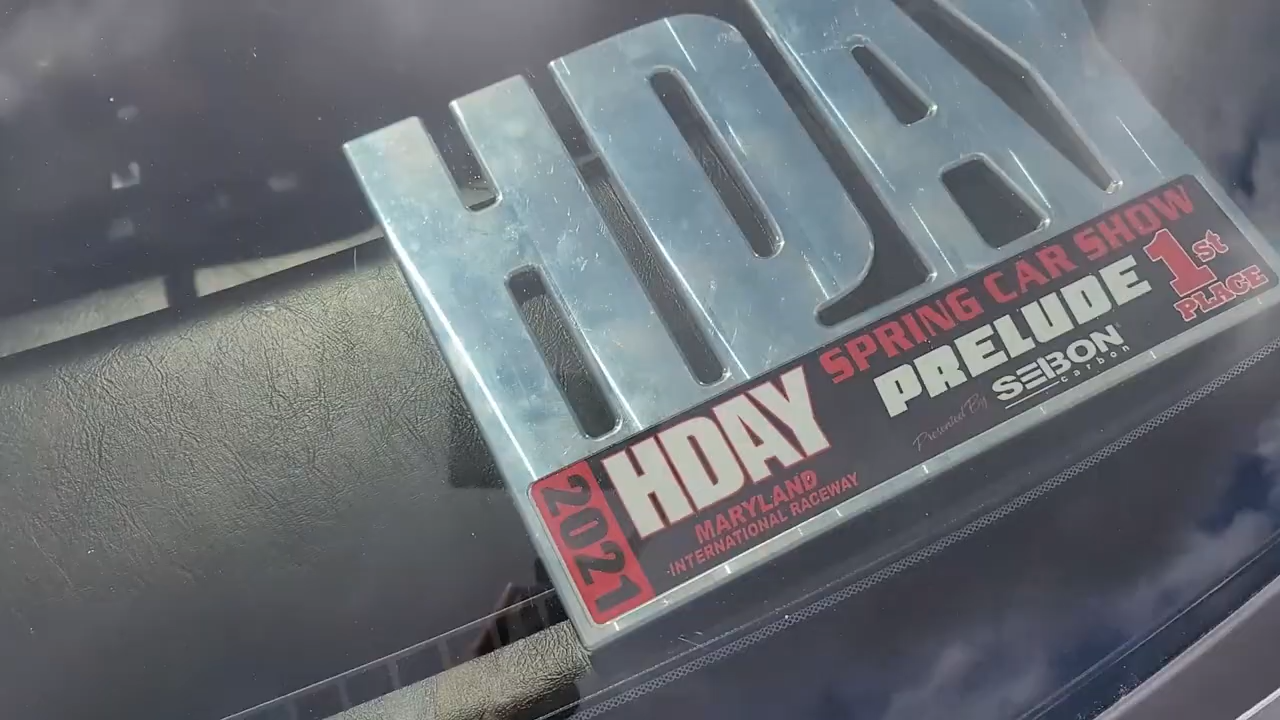 HDAY
2021
HDAY
MARYLAND
INTERNATIONAL RACEWAY
SPRING CAR SHOW
PRELUDE
Presented By
SEIBON
carbon
1st
PLACE